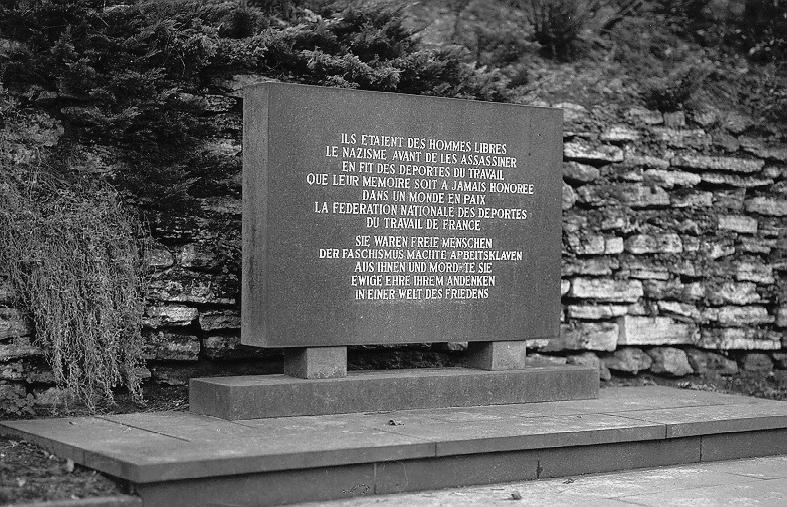 ILS ETAIENT DES HOMMES LIBRES
LE NAZISME AVANT DE LES ASSASSINER
EN FIT DES DEPORTES DU TRAVAIL
QUE LEUR MEMOIRE SOIT A JAMAIS HONOREE
DANS UN MONDE EN PAIX
LA FEDERATION NATIONALE DES DEPORTES
DU TRAVAIL DE FRANCE
SIE WAREN FREIE MENSCHEN
DER FASCHISMUS MACHTE ARBEITSKLAVEN
AUS IHNEN UND MORDETE SIE
EWIGE EHRE IHREM ANDENKEN
IN EINER WELT DES FRIEDENS